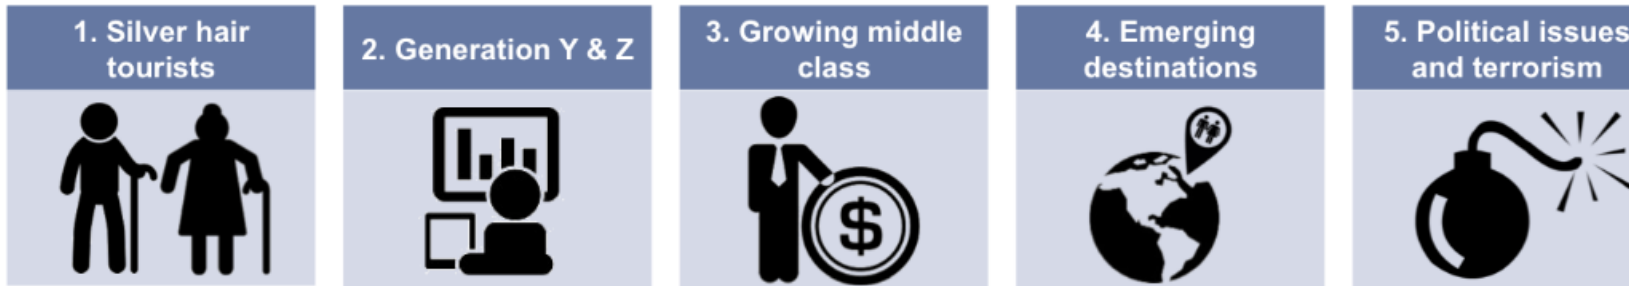 1. Silver hair
tourists
2. Generation Y & Z
3. Growing middle
class
4. Emerging
destinations
5. Political issues
and terrorism
$